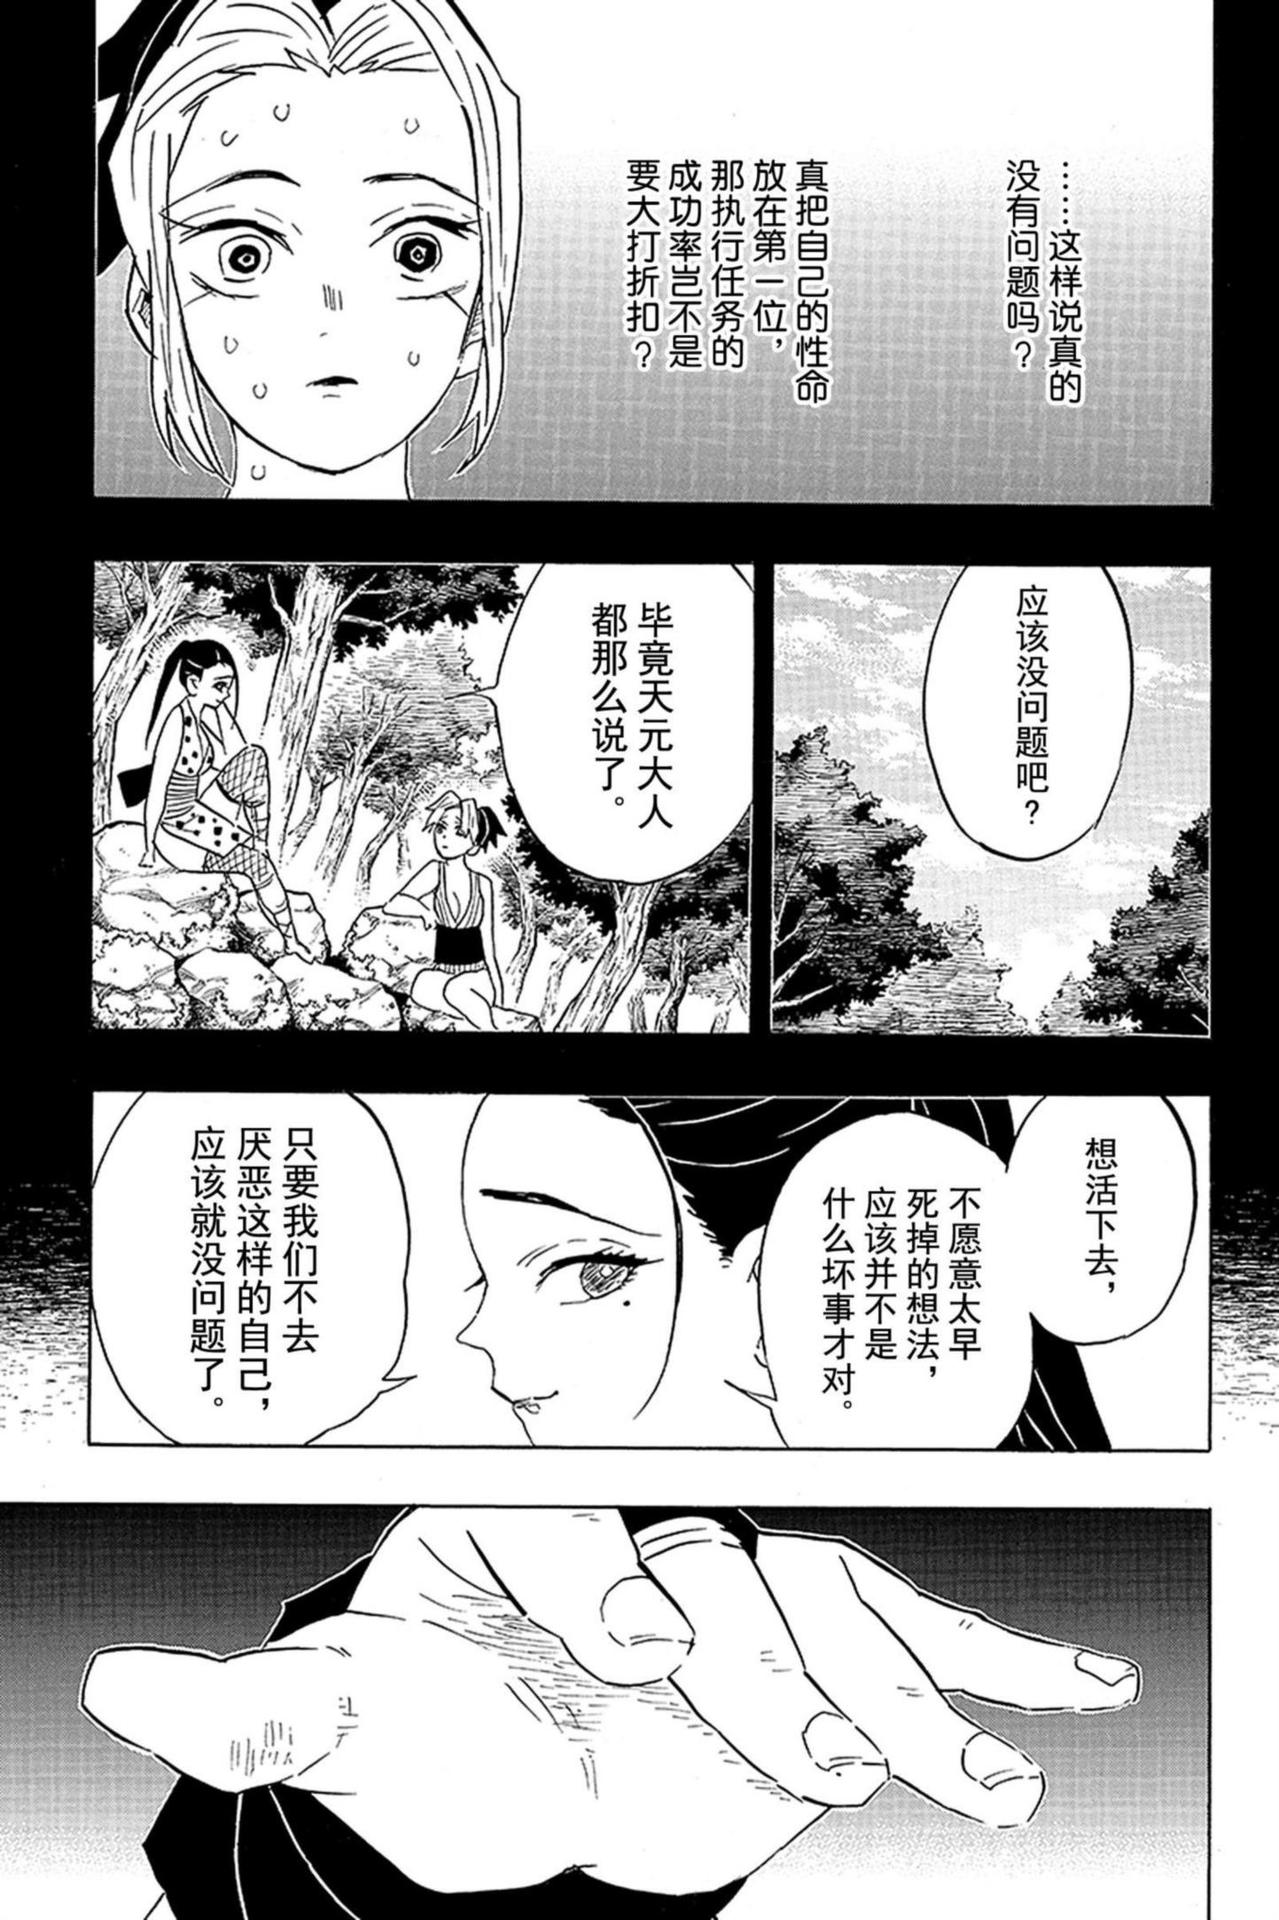 ……这样说真的
没有问题吗？
真把自己的性命
放在第一位，
那执行任务的
成功率岂不是
要大打折扣？
应该没问题吧？
毕竟天元大人
都那么说了。
想活下去，
不愿意太早
死掉的想法，
应该并不是
什么坏事才对。
只要我们不去
厌恶这样的自己，
应该就没问题了。